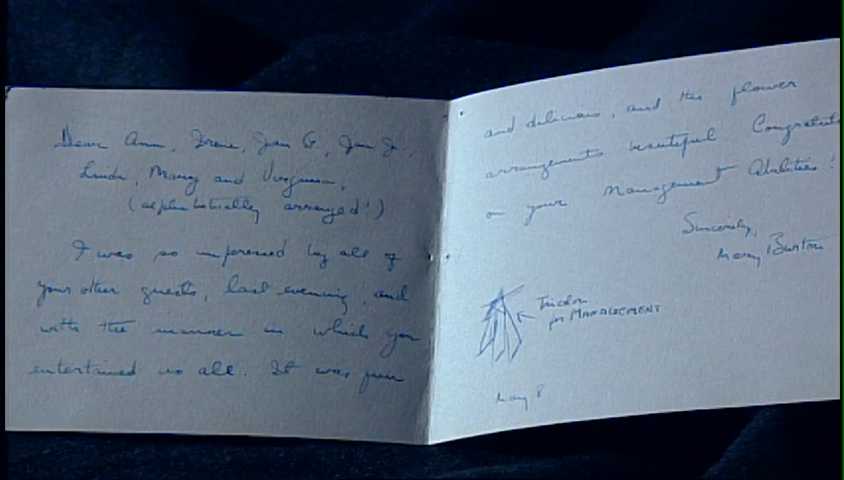 Dear Ann, Irene, Jan G, Jan J,
Linda, Mary and Virginia,
(alphabetically arranged!)
I was so impressed by all of
your other guests, last evening, and
with the manner in which you
entertained us all. It was fun
and delicious, and the flower
arrangements beautiful Congratula
on your Management Abilities!
Sincerely,
Mary Burton
Tricolor
for MANAGEMENT
May 8